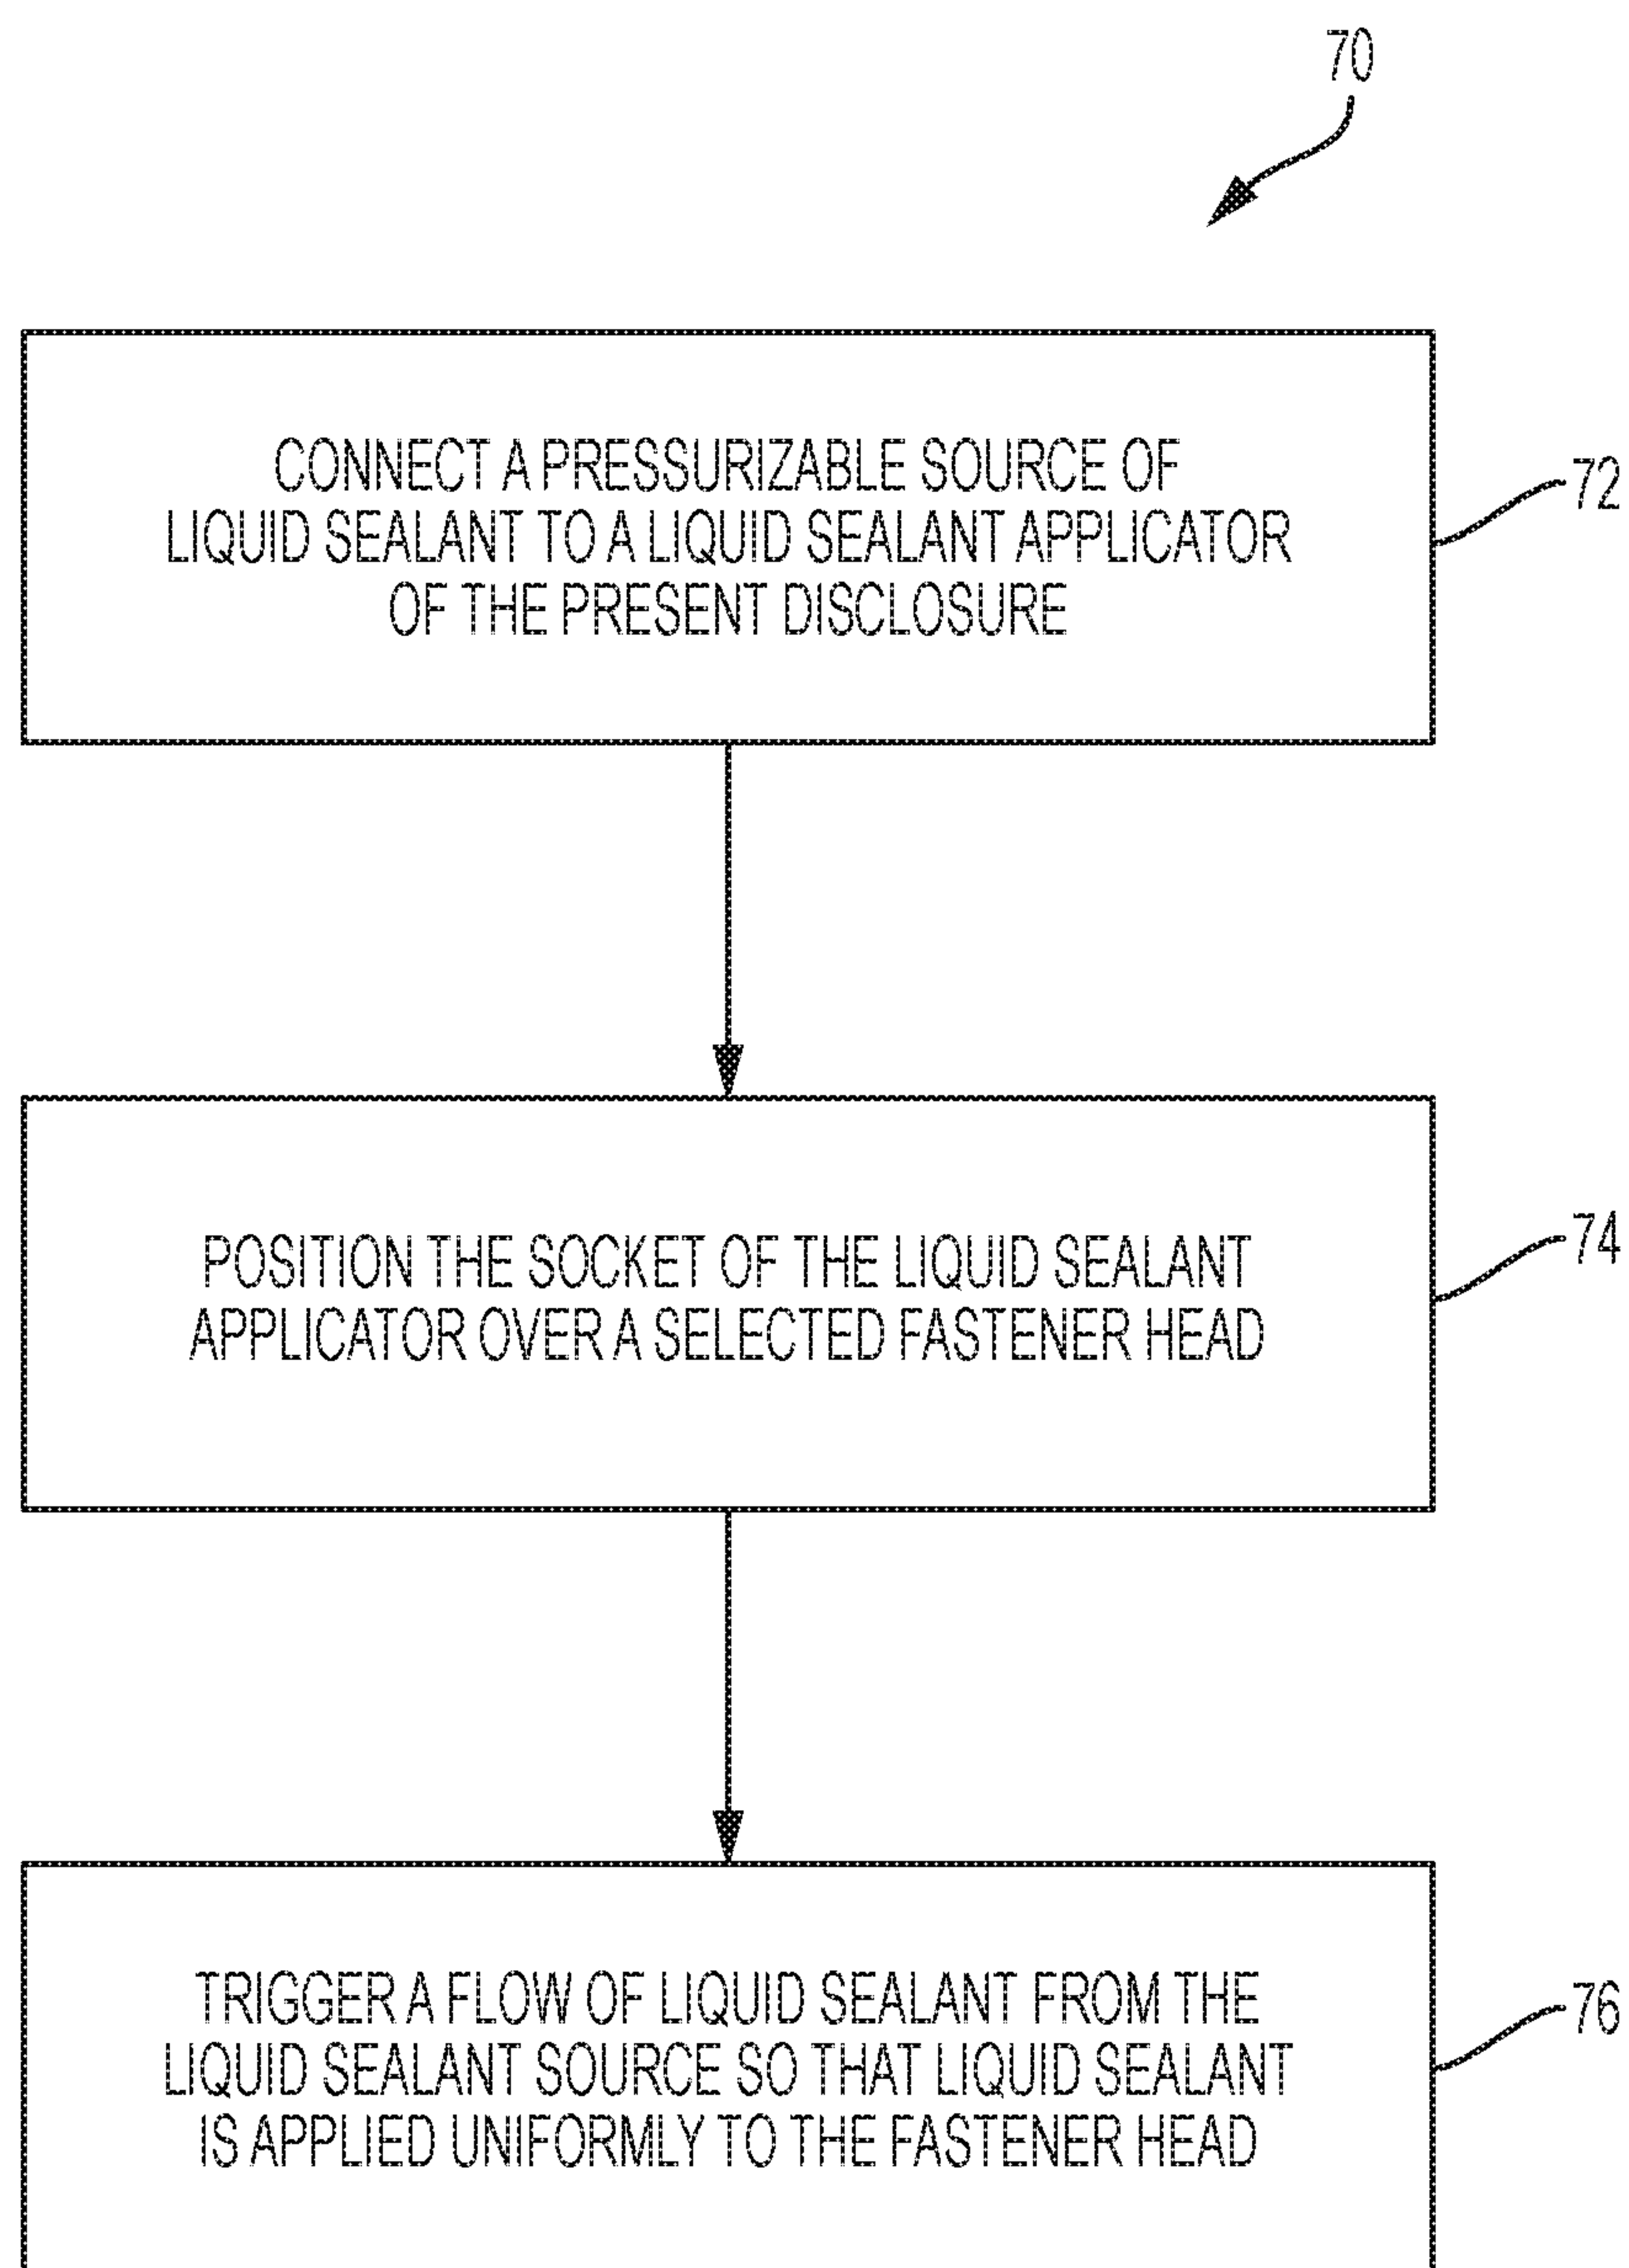 70
CONNECT A PRESSURIZABLE SOURCE OF
LIQUID SEALANT TO A LIQUID SEALANT APPLICATOR
OF THE PRESENT DISCLOSURE
72
POSITION THE SOCKET OF THE LIQUID SEALANT
APPLICATOR OVER A SELECTED FASTENER HEAD
74
TRIGGER A FLOW OF LIQUID SEALANT FROM THE
LIQUID SEALANT SOURCE SO THAT LIQUID SEALANT
IS APPLIED UNIFORMLY TO THE FASTENER HEAD
76